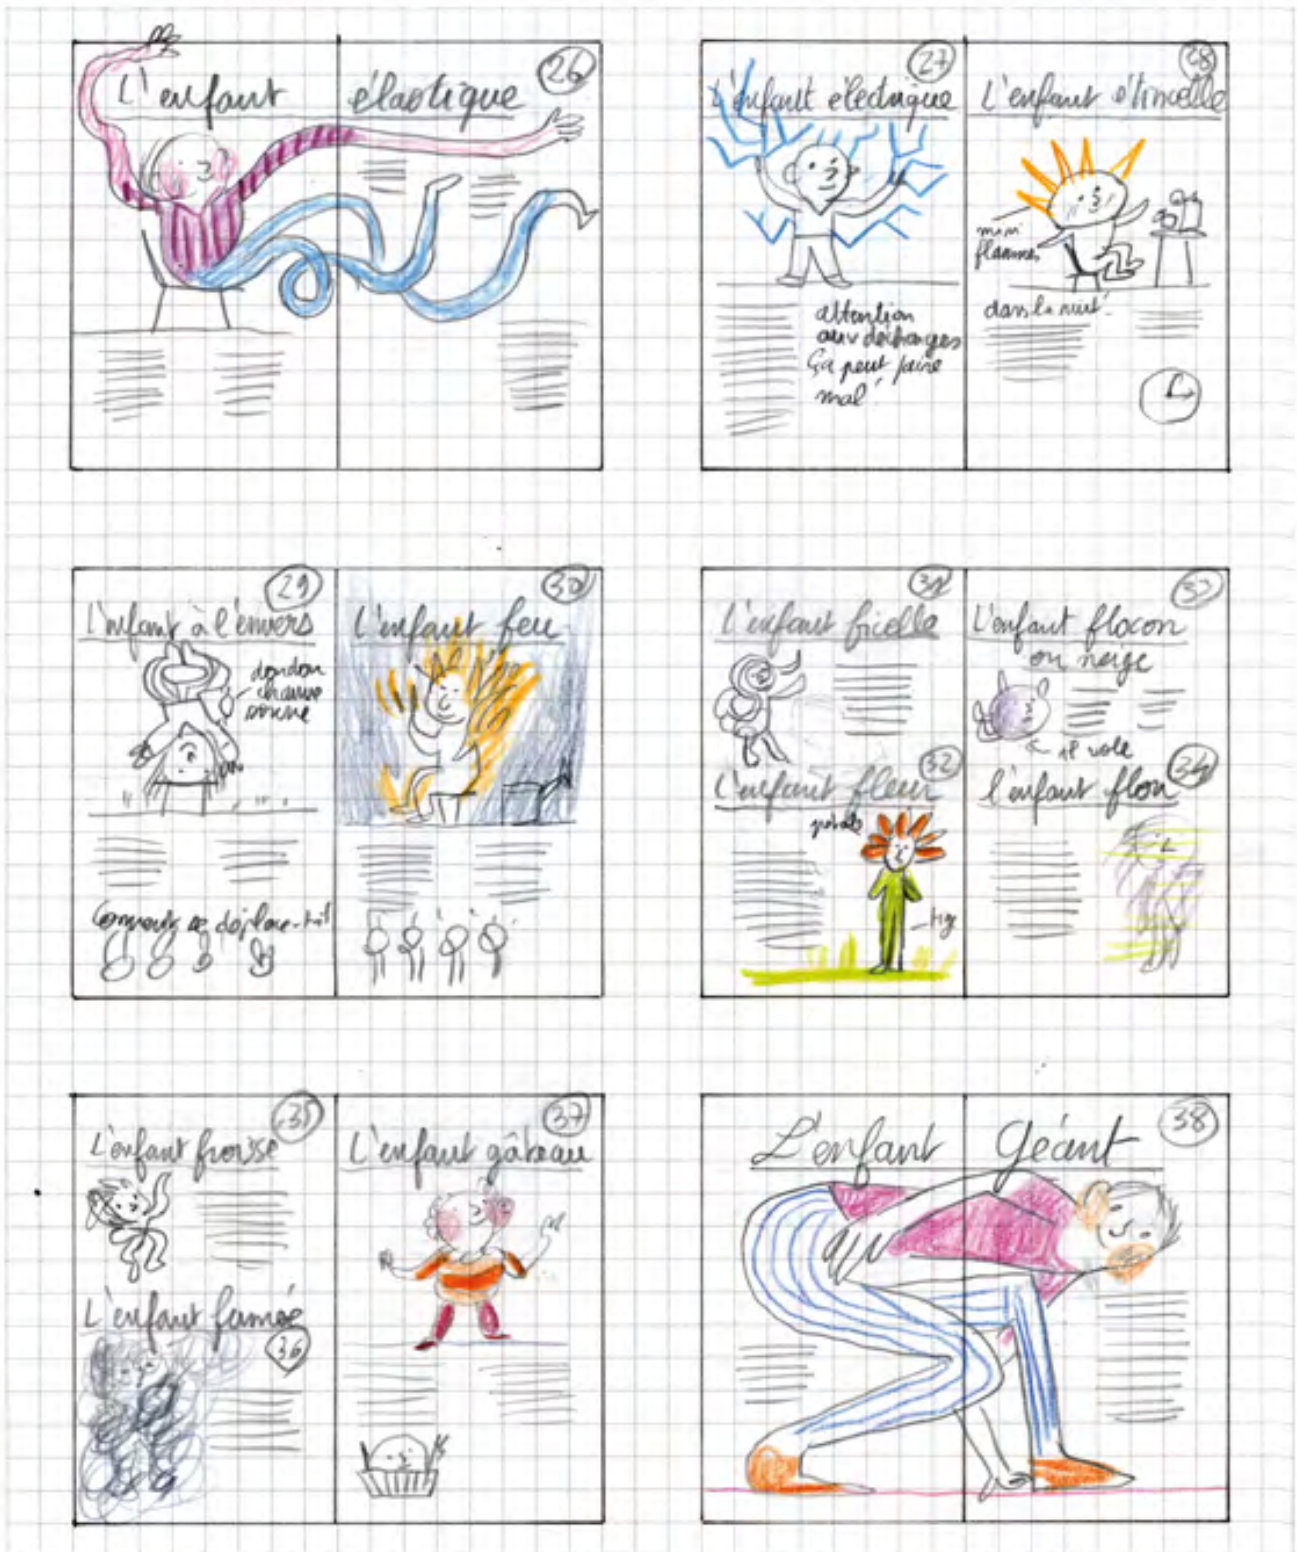 L'enfant élastique
26
27
L'enfant électrique
attention
aux décharges
Ça peut faire
mal!
28
L'enfant étincelle
mini
flammes
dans la nuit!
29
L'enfant à l'envers
Comment se déplace-t-il
30
L'enfant feu
31
L'enfant ficelle
32
L'enfant fleur
tige
33
L'enfant flocon
ou neige
il vole
34
l'enfant flou
35
L'enfant froissé
L'enfant fumée
36
37
L'enfant gâteau
38
L'enfant Géant